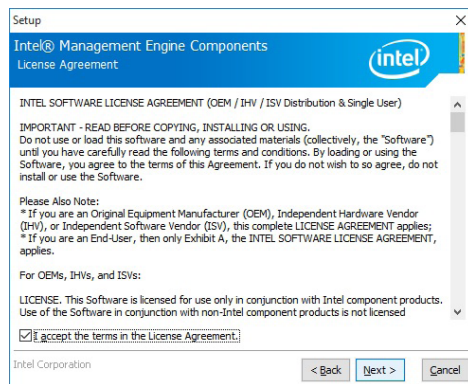 Setup
Intel® Management Engine Components
License Agreement
intel
INTEL SOFTWARE LICENSE AGREEMENT (OEM / IHV / ISV Distribution & Single User)
IMPORTANT - READ BEFORE COPYING, INSTALLING OR USING.
Do not use or load this software and any associated materials (collectively, the "Software")
until you have carefully read the following terms and conditions. By loading or using the
Software, you agree to the terms of this Agreement. If you do not wish to so agree, do not
install or use the Software.
Please Also Note:
* If you are an Original Equipment Manufacturer (OEM), Independent Hardware Vendor
(IHV), or Independent Software Vendor (ISV), this complete LICENSE AGREEMENT applies;
* If you are an End-User, then only Exhibit A, the INTEL SOFTWARE LICENSE AGREEMENT,
applies.
For OEMs, IHVs, and ISVs:
LICENSE. This Software is licensed for use only in conjunction with Intel component products.
Use of the Software in conjunction with non-Intel component products is not licensed
I accept the terms in the License Agreement.
Intel Corporation
< Back
Next >
Cancel